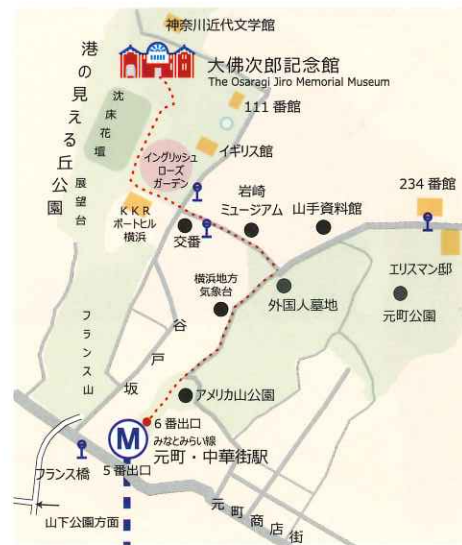 神奈川近代文学館
大佛次郎記念館
The Osaragi Jiro Memorial Museum
港の見える丘公園
沈床花壇
展望台
111 番館
イギリス館
イングリッシュ
ローズ
ガーデン
234 番館
岩崎
ミュージアム
山手資料館
KKR
ポートヒル
横浜
交番
エリスマン邸
横浜地方
気象台
外国人墓地
元町公園
フランス山
谷戸坂
アメリカ山公園
6 番出口
M
みなとみらい線
元町・中華街駅
5 番出口
フランス橋
元町商店街
山下公園方面